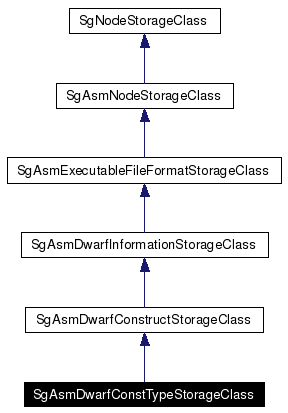 SgNodeStorageClass
SgAsmNodeStorageClass
SgAsmExecutableFileFormatStorageClass
SgAsmDwarfInformationStorageClass
SgAsmDwarfConstructStorageClass
SgAsmDwarfConstTypeStorageClass